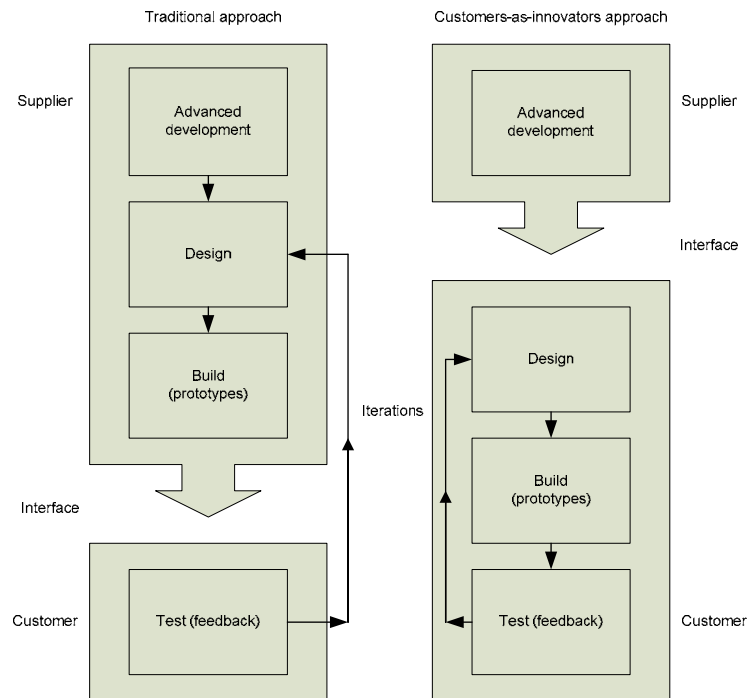 Traditional approach
Supplier
Advanced
development
Design
Build
(prototypes)
Iterations
Interface
Customer
Test (feedback)
Customers-as-innovators approach
Advanced
development
Supplier
Interface
Design
Build
(prototypes)
Test (feedback)
Customer